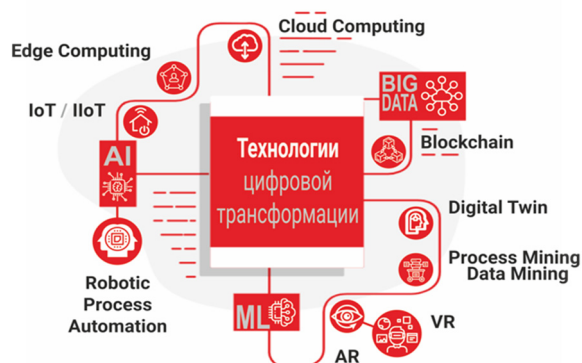 Cloud Computing
Edge Computing
IoT / IIoT
BIG
DATA
AI
Blockchain
Технологии
цифровой
трансформации
Digital Twin
Process Mining
Data Mining
Robotic
Process
Automation
ML
VR
AR